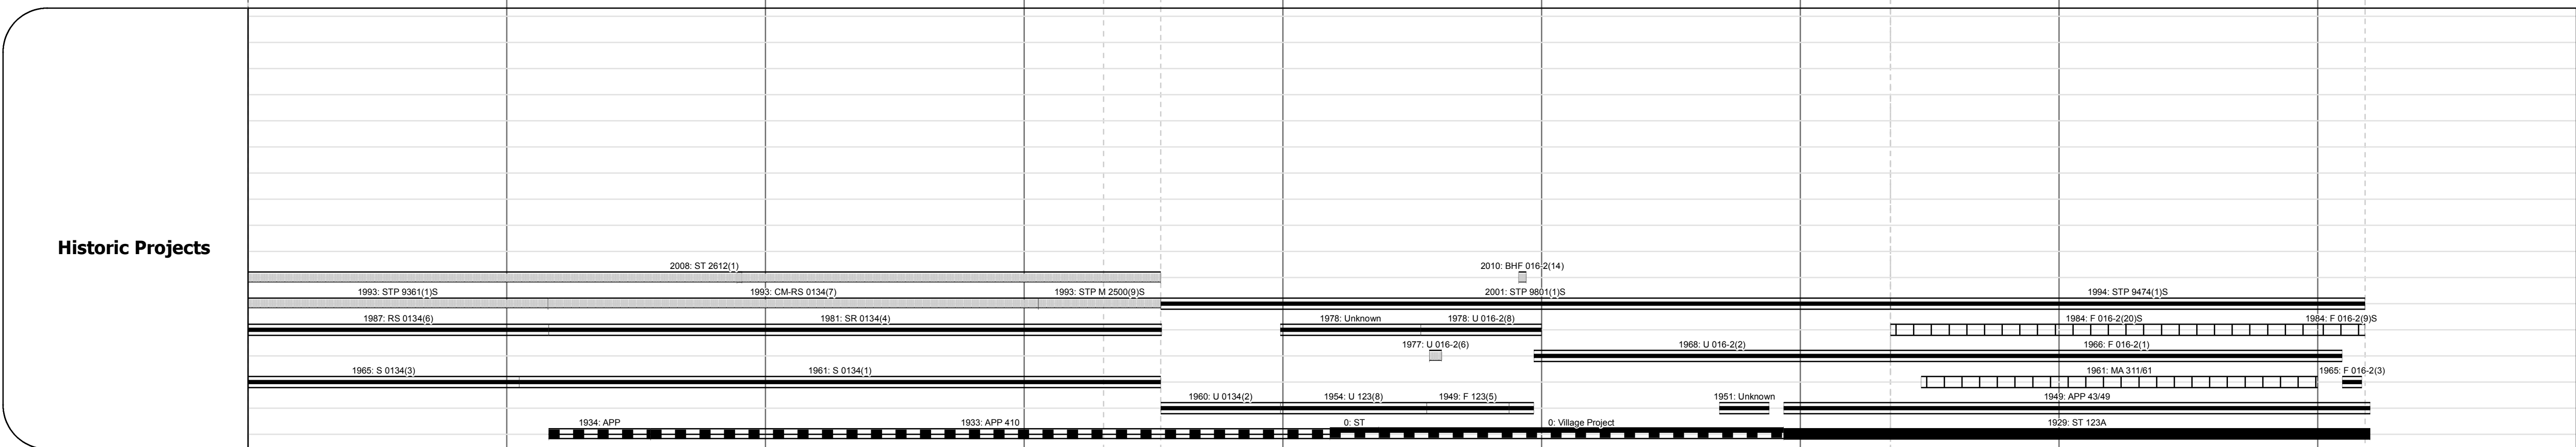 Historic Projects
2008: ST 2612(1)
2010: BHF 016-2(14)
1993: STP 9361(1)S
1993: CM-RS 0134(7)
1993: STP M 2500(9)S
2001: STP 9801(1)S
1994: STP 9474(1)S
1987: RS 0134(6)
1981: SR 0134(4)
1978: Unknown
1978: U 016-2(8)
1984: F 016-2(20)S
1984: F 016-2(9)S
1977: U 016-2(6)
1968: U 016-2(2)
1966: F 016-2(1)
1965: S 0134(3)
1961: S 0134(1)
1961: MA 311/61
1965: F 016-2(3)
1960: U 0134(2)
1954: U 123(8)
1949: F 123(5)
1951: Unknown
1949: APP 43/49
1934: APP
1933: APP 410
0: ST
0: Village Project
1929: ST 123A